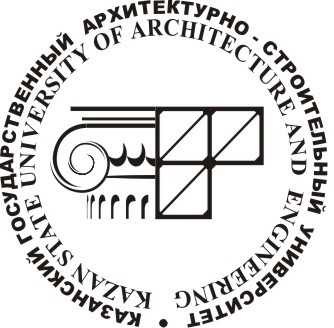 КАЗАНСКИЙ ГОСУДАРСТВЕННЫЙ АРХИТЕКТУРНО - СТРОИТЕЛЬНЫЙ УНИВЕРСИТЕТ •
KAZAN STATE UNIVERSITY OF ARCHITECTURE AND ENGINEERING